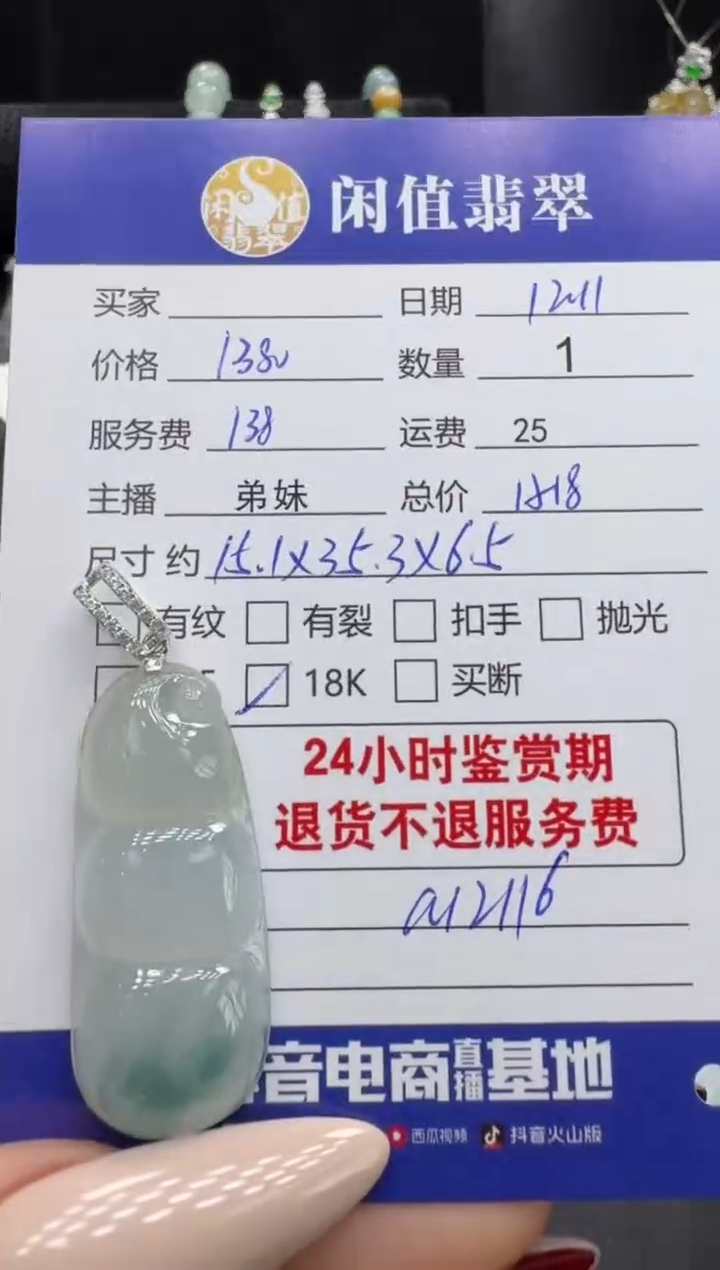 闲值翡翠
闲值翡翠
买家 日期 12.11
价格 1380 数量 1
服务费 138 运费 25
主播 弟妹 总价 1518
尺寸 约 15.1X35.3X6.5
有纹 有裂 扣手 抛光
18K 买断
24小时鉴赏期
退货不退服务费
a12116
音电商直播基地
西瓜视频 抖音火山版